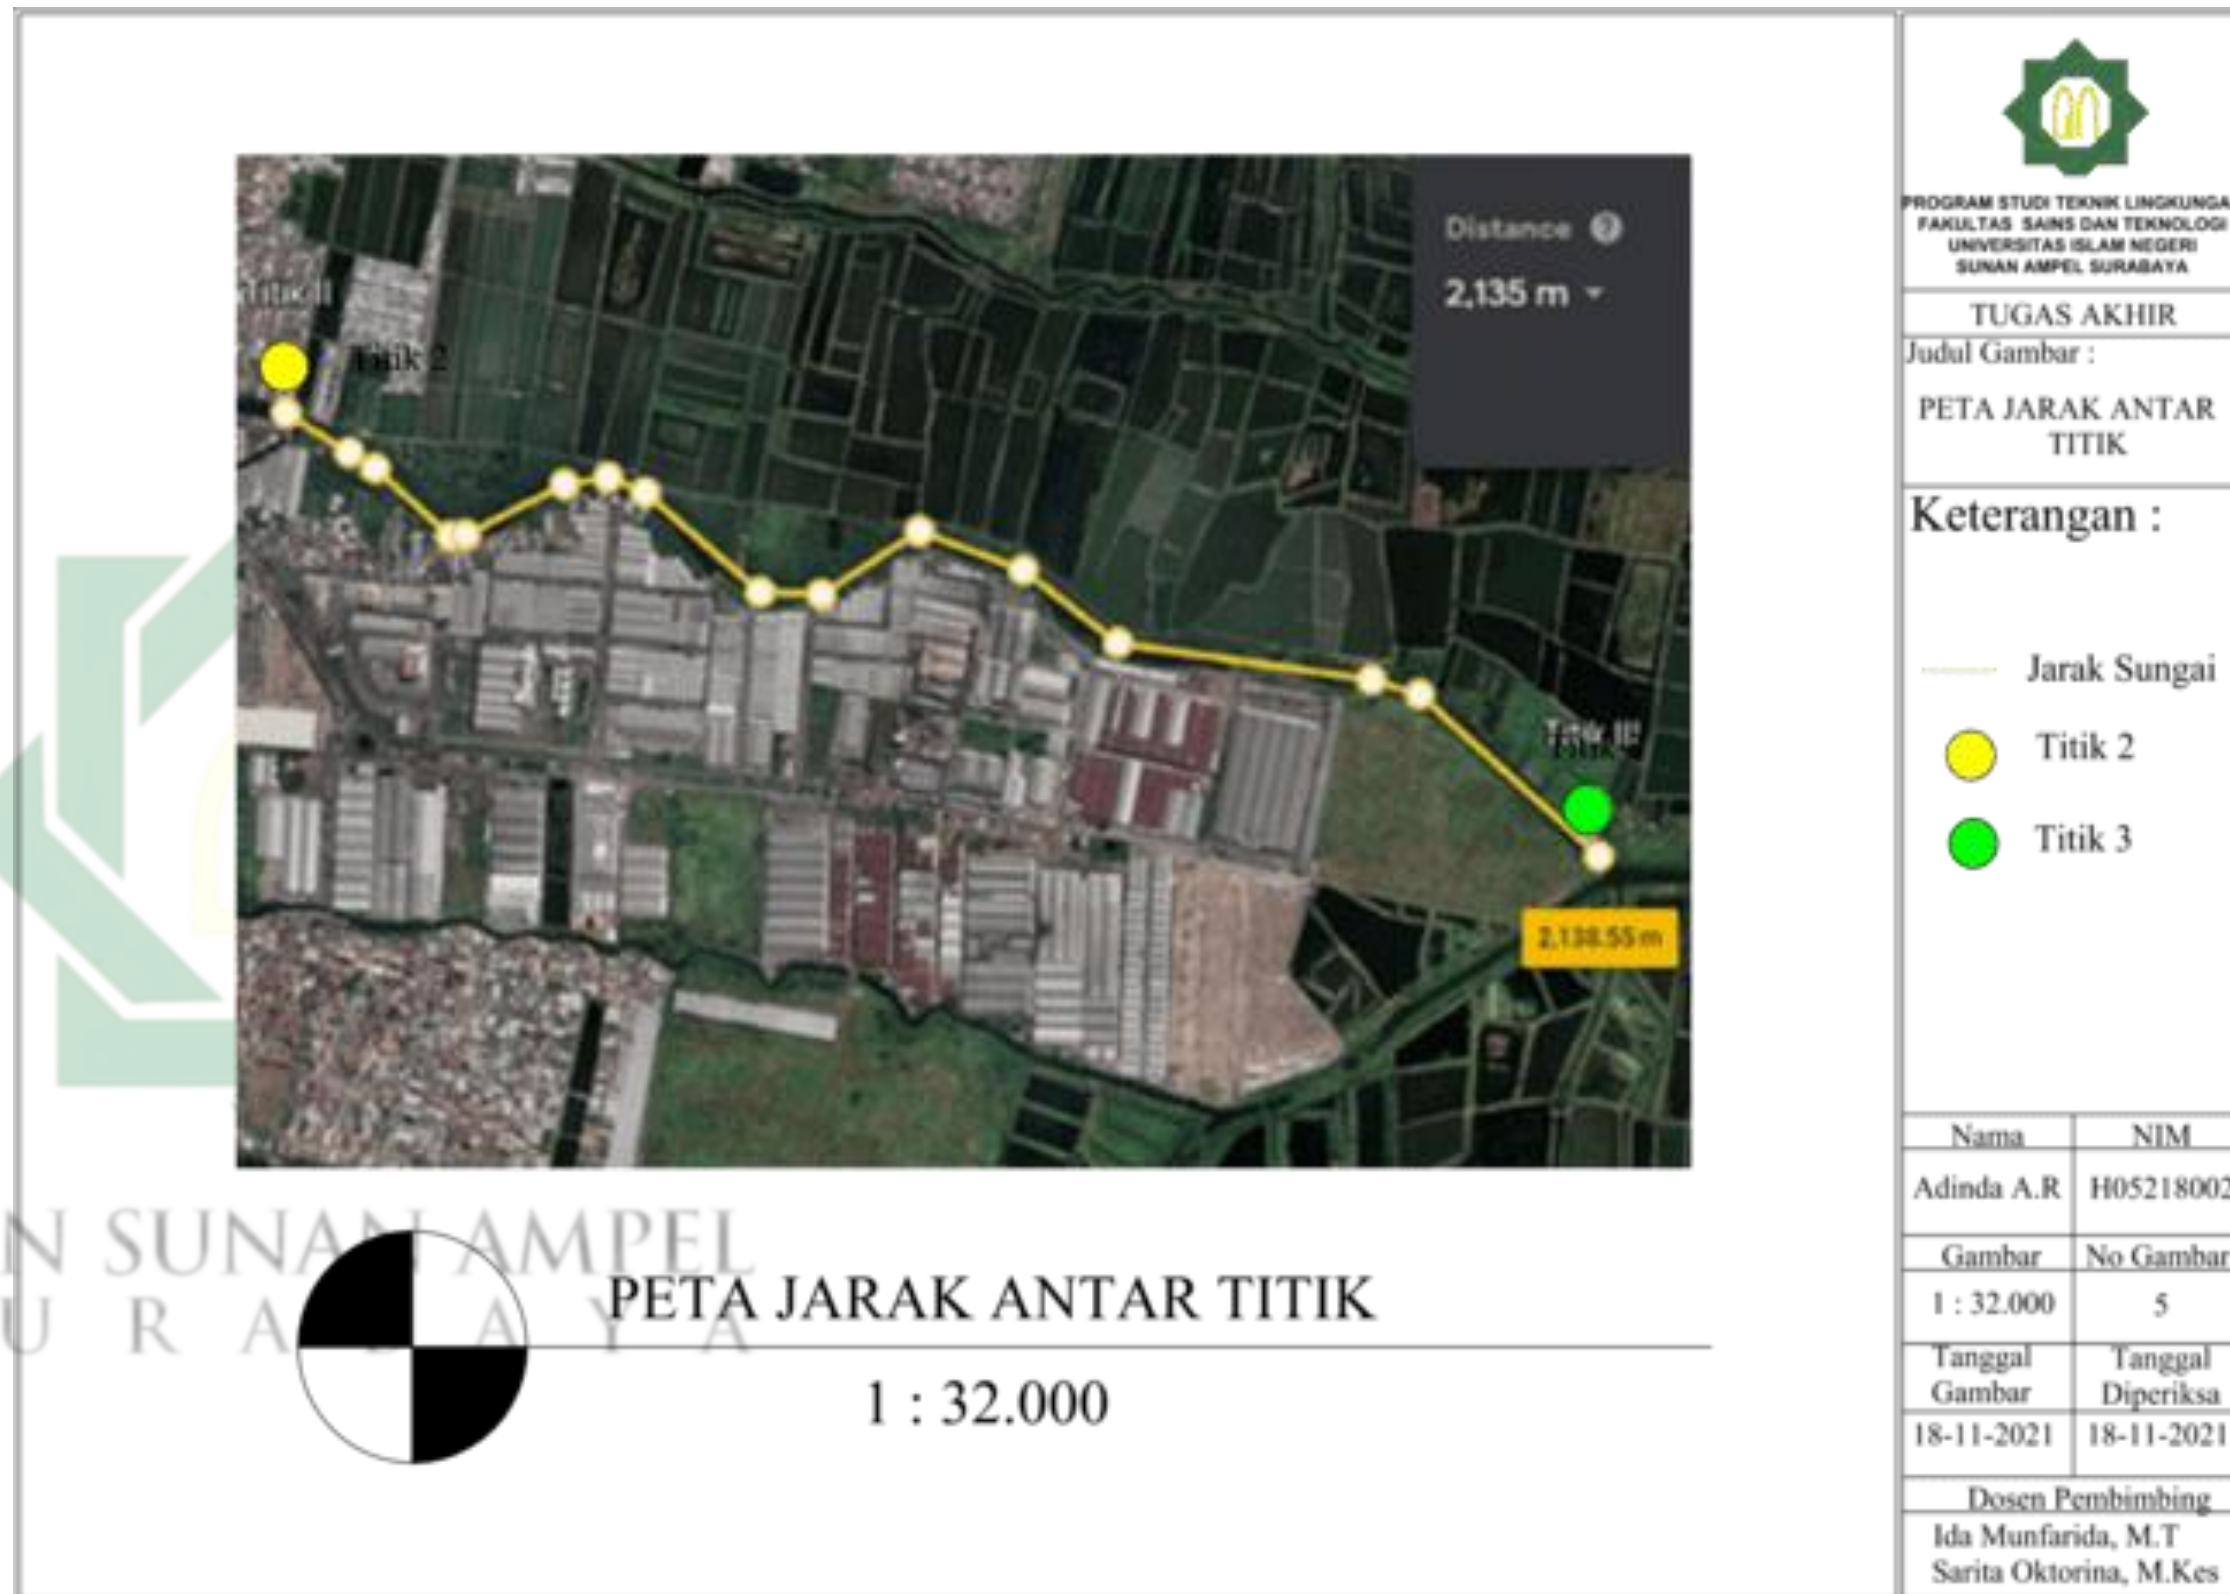 Distance
2,135 m
Titik II
Titik 2
2,138.55 m
PETA JARAK ANTAR TITIK
1 : 32.000
N SUNAN AMPEL
U R A B A Y A
PROGRAM STUDI TEKNIK LINGKUNGA
FAKULTAS SAINS DAN TEKNOLOGI
UNIVERSITAS ISLAM NEGERI
SUNAN AMPEL SURABAYA
TUGAS AKHIR
Judul Gambar :
PETA JARAK ANTAR
TITIK
Keterangan :
Jarak Sungai
Titik 2
Titik 3
Nama NIM
Adinda A.R H05218002
Gambar No Gambar
1 : 32.000 5
Tanggal Gambar Tanggal Diperiksa
18-11-2021 18-11-2021
Dosen Pembimbing
Ida Munfarida, M.T
Sarita Oktorina, M.Kes